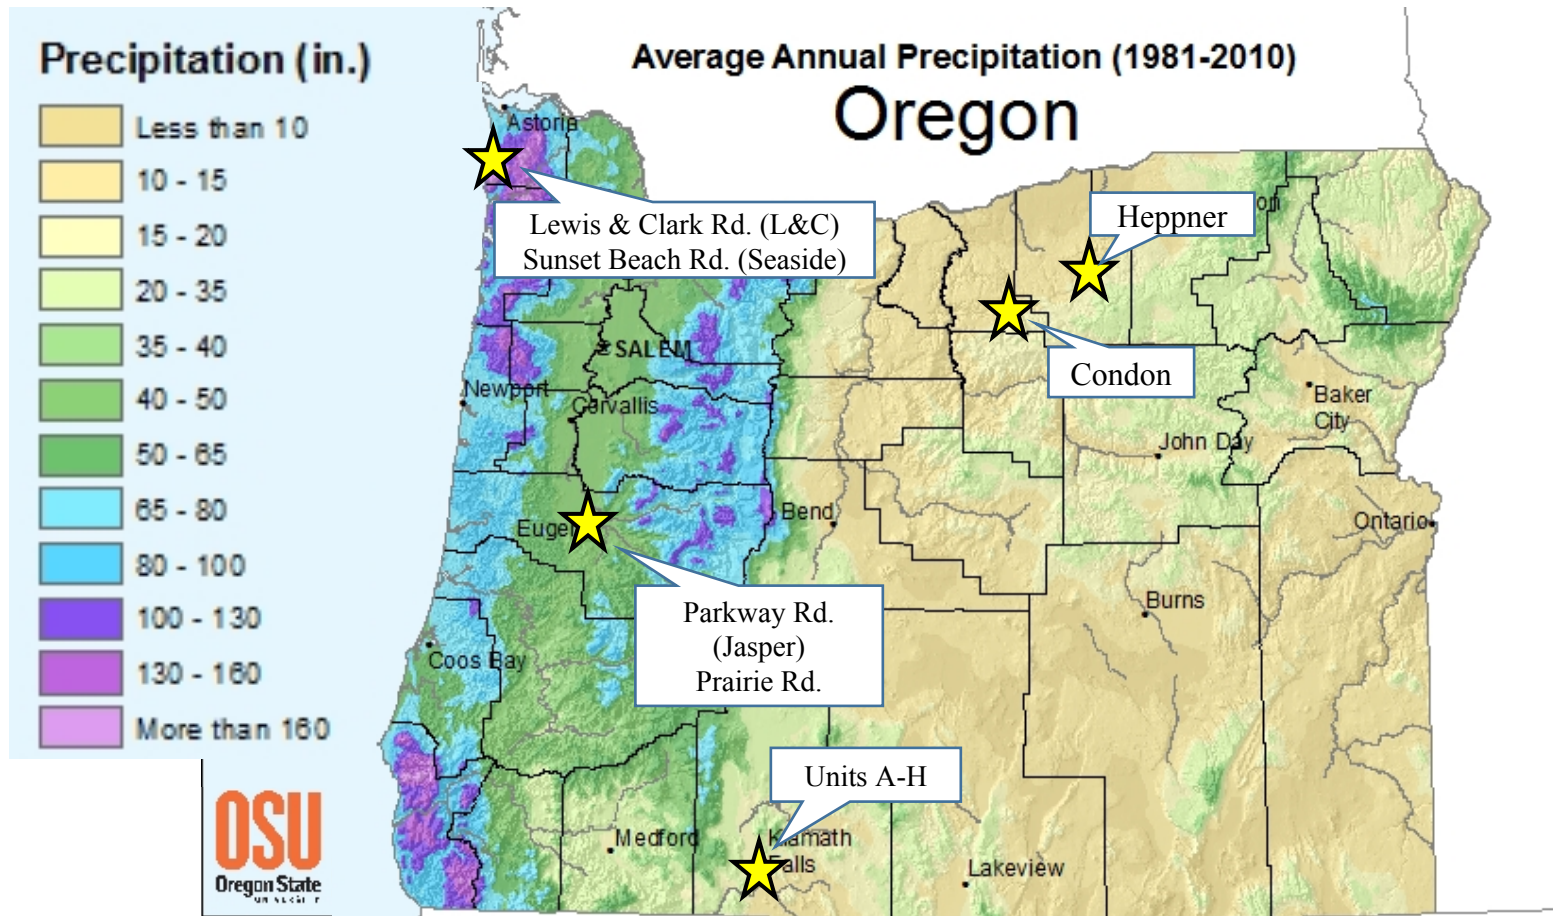 Precipitation (in.)
Less than 10
10 - 15
15 - 20
20 - 35
35 - 40
40 - 50
50 - 65
65 - 80
80 - 100
100 - 130
130 - 160
More than 160
Average Annual Precipitation (1981-2010)
Oregon
Astoria
Lewis & Clark Rd. (L&C)
Sunset Beach Rd. (Seaside)
Heppner
Condon
SALEM
Newport
Corvallis
Baker
City
John Day
Bend
Ontario
Parkway Rd.
(Jasper)
Prairie Rd.
Burns
Coos Bay
Units A-H
Medford
Klamath
Falls
Lakeview
OSU
Oregon State
UNIVERSITY